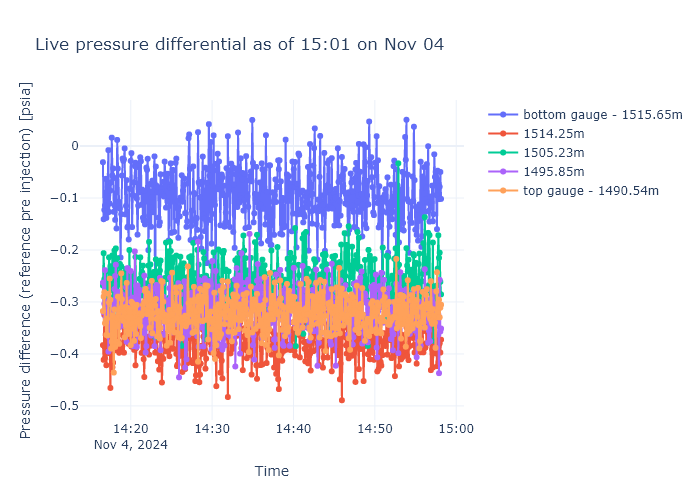 Live pressure differential as of 15:01 on Nov 04
Pressure difference (reference pre injection) [psia]
0
−0.1
−0.2
−0.3
−0.4
−0.5
14:20
14:30
14:40
14:50
15:00
Nov 4, 2024
Time
bottom gauge - 1515.65m
1514.25m
1505.23m
1495.85m
top gauge - 1490.54m